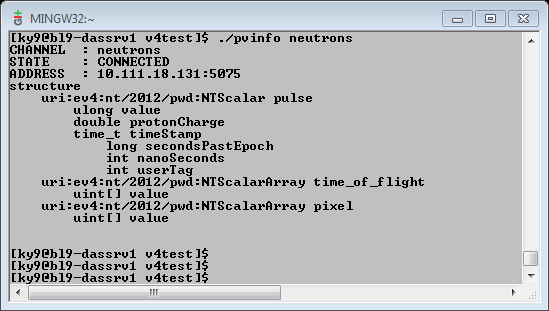 MINGW32:~
[ky9@bl9-dassrv1 v4test]$ ./pvinfo neutrons
CHANNEL  : neutrons
STATE    : CONNECTED
ADDRESS  : 10.111.18.131:5075
structure
    uri:ev4:nt/2012/pwd:NTScalar pulse
        ulong value
        double protonCharge
        time_t timeStamp
            long secondsPastEpoch
            int nanoSeconds
            int userTag
    uri:ev4:nt/2012/pwd:NTScalarArray time_of_flight
        uint[] value
    uri:ev4:nt/2012/pwd:NTScalarArray pixel
        uint[] value
[ky9@bl9-dassrv1 v4test]$
[ky9@bl9-dassrv1 v4test]$
[ky9@bl9-dassrv1 v4test]$